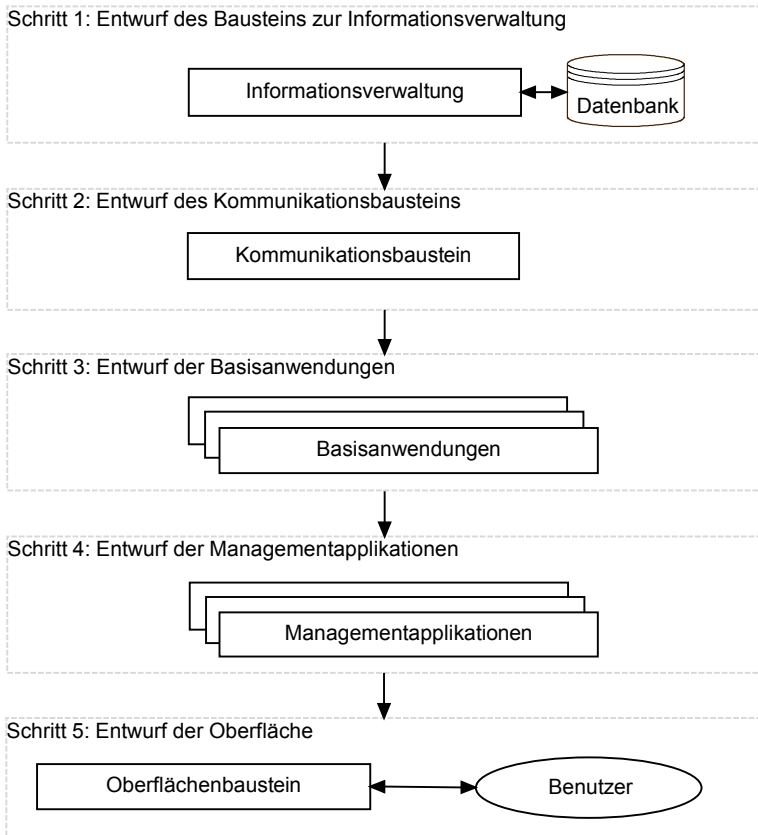 Schritt 1: Entwurf des Bausteins zur Informationsverwaltung
Informationsverwaltung
Datenbank
Schritt 2: Entwurf des Kommunikationsbausteins
Kommunikationsbaustein
Schritt 3: Entwurf der Basisanwendungen
Basisanwendungen
Schritt 4: Entwurf der Managementapplikationen
Managementapplikationen
Schritt 5: Entwurf der Oberfläche
Oberflächenbaustein
Benutzer